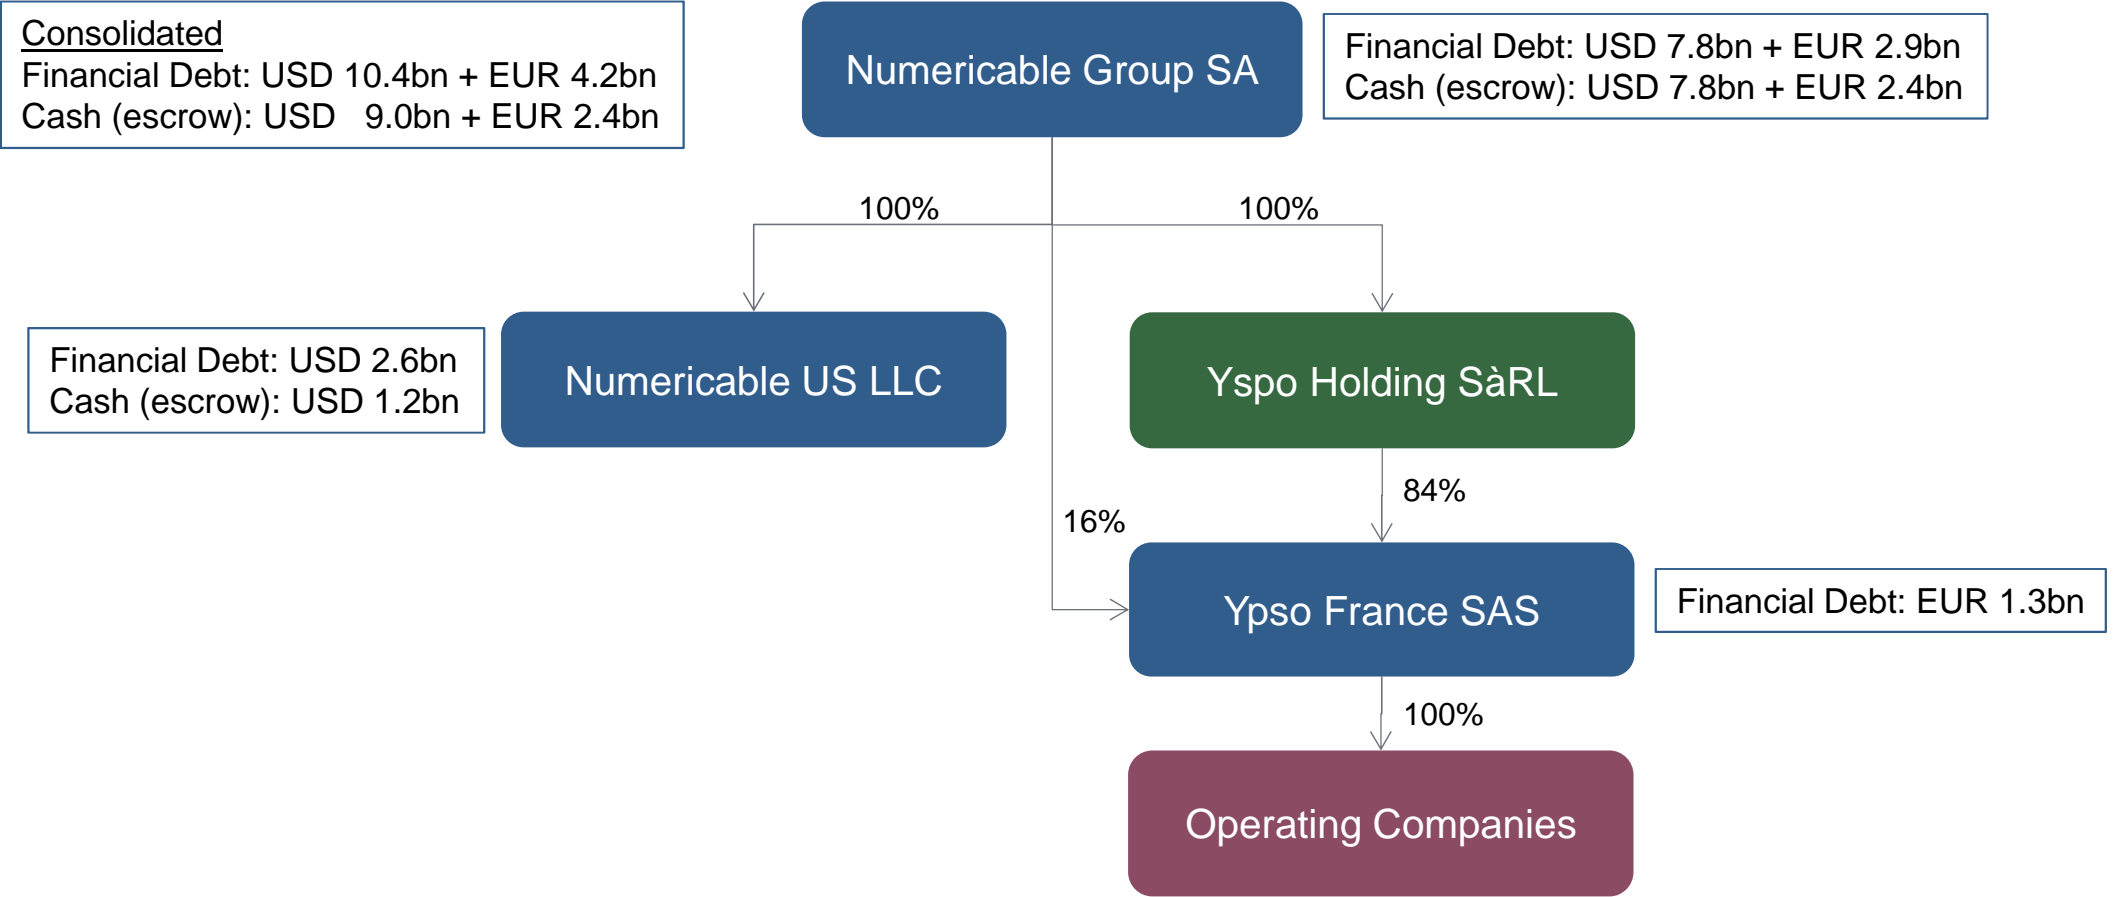 Consolidated
Financial Debt: USD 10.4bn + EUR 4.2bn
Cash (escrow): USD   9.0bn + EUR 2.4bn
Numericable Group SA
Financial Debt: USD 7.8bn + EUR 2.9bn
Cash (escrow): USD 7.8bn + EUR 2.4bn
100%
100%
Financial Debt: USD 2.6bn
Cash (escrow): USD 1.2bn
Numericable US LLC
Yspo Holding SàRL
84%
16%
Ypso France SAS
Financial Debt: EUR 1.3bn
100%
Operating Companies